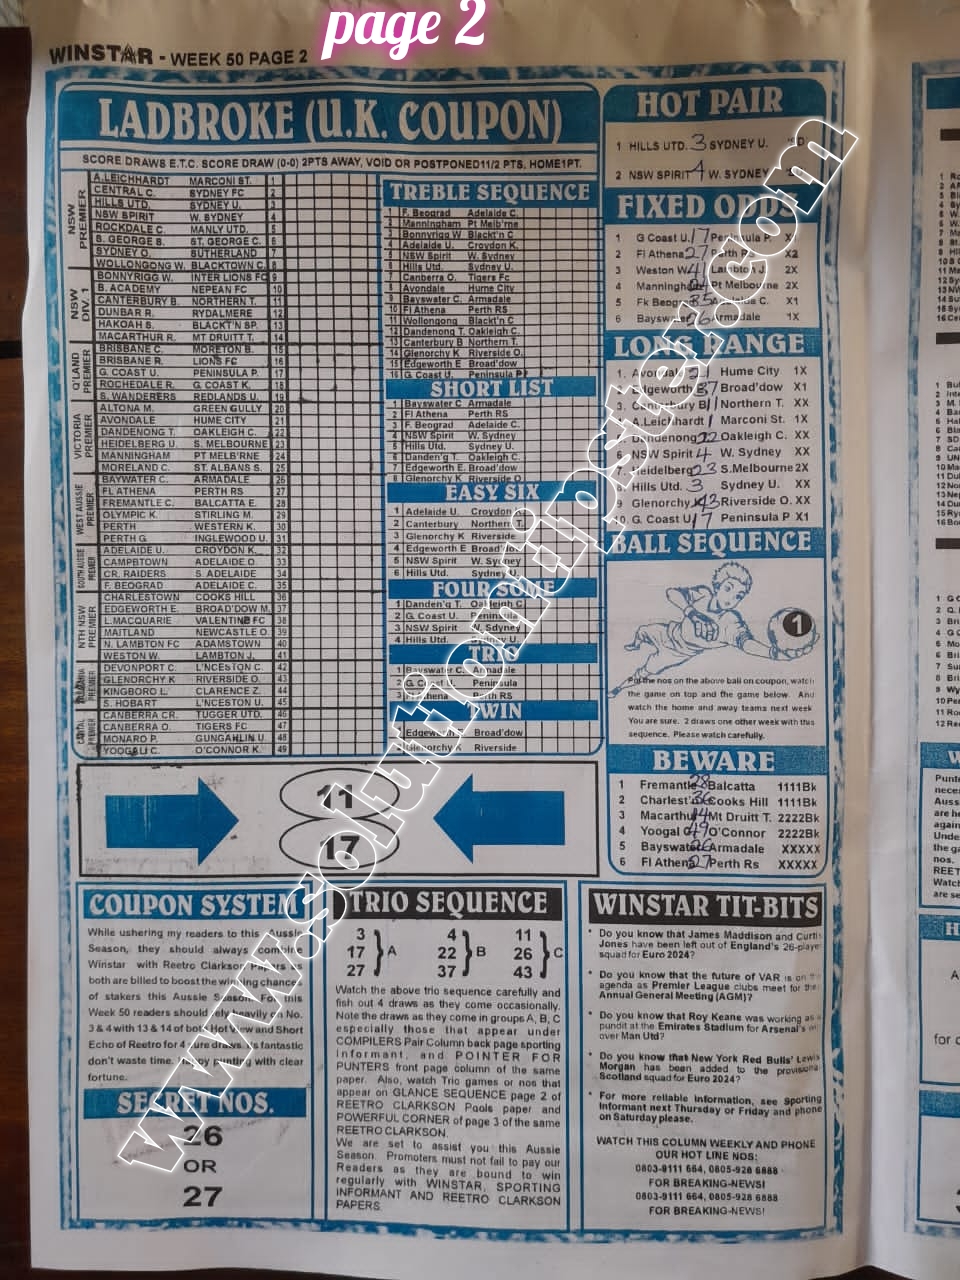 page 2
WINSTAR - WEEK 50 PAGE 2
LADBROKE (U.K. COUPON)
SCORE DRAWS E.T.C. SCORE DRAW (0-0) 2PTS AWAY, VOID OR POSTPONED11/2 PTS, HOME1PT.
NSW PREMIER
A.LEICHHARDT MARCONI ST. 1
CENTRAL C. SYDNEY FC 2
HILLS UTD. SYDNEY U. 3
NSW SPIRIT W. SYDNEY 4
ROCKDALE C. MANLY UTD. 5
S. GEORGE S. ST. GEORGE C. 6
SYDNEY O. SUTHERLAND 7
WOLLONGONG W. BLACKTOWN C. 8
NSW DIV. 1
BONNYRIGG W. INTER LIONS FC 9
B. ACADEMY NEPEAN FC 10
CANTERBURY B. NORTHERN T. 11
DUNBAR R. RYDALMERE 12
HAKOAH S. BLACKT'N SP. 13
MACARTHUR R. MT DRUITT T. 14
Q'LAND PREMIER
BRISBANE C. MORETON B. 15
BRISBANE R. LIONS FC 16
G. COAST U. PENINSULA P. 17
ROCHEDALE R. G. COAST K. 18
S. WANDERERS REDLANDS U. 19
VICTORIA PREMIER
ALTONA M. GREEN GULLY 20
AVONDALE HUME CITY 21
DANDENONG T. OAKLEIGH C. 22
HEIDELBERG U. S. MELBOURNE 23
MANNINGHAM PT MELB'RNE 24
MORELAND C. ST. ALBANS S. 25
WEST AUSSIE PREMIER
BAYWATER C. ARMADALE 26
FL ATHENA PERTH RS 27
FREMANTLE C. BALCATTA E. 28
OLYMPIC K. STIRLING M. 29
PERTH WESTERN K. 30
PERTH G. INGLEWOOD U. 31
SOUTH AUSSIE PREMIER
ADELAIDE U. CROYDON K. 32
CAMPBTOWN ADELAIDE O. 33
CR. RAIDERS S. ADELAIDE 34
F. BEOGRAD ADELAIDE C. 35
NTH NSW PREMIER
CHARLESTOWN COOKS HILL 36
EDGEWORTH E. BROAD'DOW M. 37
L.MACQUARIE VALENTINE FC 38
MAITLAND NEWCASTLE O. 39
N. LAMBTON FC ADAMSTOWN 40
WESTON W. LAMBTON J. 41
PREMIER
DEVONPORT C. L'NCESTON C. 42
GLENORCHY K RIVERSIDE O. 43
KINGBORO L. CLARENCE Z. 44
S. HOBART L'NCESTON U. 45
CAPITAL PREMIER
CANBERRA CR. TUGGER UTD. 46
CANBERRA O. TIGERS FC 47
MONARO P. GUNGAHLIN U. 48
YOOGALI C. O'CONNOR K. 49
TREBLE SEQUENCE
1 F. Beograd Adelaide C.
2 Manningham Pt Melb'rne
3 Bonnyrigg W Blackt'n C
4 Adelaide U. Croydon K.
5 NSW Spirit W. Sydney
6 Hills Utd. Sydney U.
7 Canberra O. Tigers FC
8 Avondale Hume City
9 Bayswater C. Armadale
10 Fl Athena Perth RS
11 Wollongong Blackt'n C
12 Dandenong T. Oakleigh C.
13 Canterbury B Northern T.
14 Glenorchy K Riverside O.
15 Edgeworth E Broad'dow
16 G. Coast U. Peninsula P
SHORT LIST
1 Bayswater C Armadale
2 Fl Athena Perth RS
3 F. Beograd Adelaide C.
4 NSW Spirit W. Sydney
5 Hills Utd. Sydney U.
6 Danden'g T. Oakleigh C.
7 Edgeworth E. Broad'dow
8 Glenorchy K Riverside O
EASY SIX
1 Adelaide U. Croydon
2 Canterbury Northern T.
3 Glenorchy K Riverside
4 Edgeworth E Broad'dow
5 NSW Spirit W. Sydney
6 Hills Utd. Sydney U.
FOUR SOME
1 Danden'g T. Oakleigh C
2 G. Coast U. Peninsula
3 NSW Spirit W. Sdyney
4 Hills Utd. Sydney U.
TRIO
1 Bayswater C. Armadale
2 G. Coast U. Peninsula
3 Fl Athena Perth RS
TWIN
Edgeworth E Broad'dow
2 Glenorchy K Riverside
HOT PAIR
1 HILLS UTD. 3 SYDNEY U.
2 NSW SPIRIT 4 W. SYDNEY
FIXED ODDS
1 G Coast U. 17 Peninsula P. X1
2 Fl Athena 27 Perth RS X2
3 Weston W 41 Lambton J. 2X
4 Manningham 24 Pt Melbourne 2X
5 Fk Beograd 35 Adelaide C. X1
6 Bayswater 26 Armadale 1X
LONG RANGE
1. Avondale 21 Hume City 1X
2. Edgeworth 37 Broad'dow X1
3. Canterbury B 11 Northern T. XX
4. A.Leichhardt 1 Marconi St. 1X
5. Dandenong 22 Oakleigh C. XX
6. NSW Spirit 4 W. Sydney XX
7. Heidelberg 23 S.Melbourne 2X
8 Hills Utd. 3 Sydney U. XX
9 Glenorchy 43 Riverside O. XX
10. G. Coast U. 17 Peninsula P X1
BALL SEQUENCE
1
Put the nos on the above ball on coupon, watch
the game on top and the game below. And
watch the home and away teams next week
You are sure. 2 draws one other week with this
sequence. Please watch carefully.
BEWARE
1 Fremantle 28 Balcatta 1111Bk
2 Charlest'n 36 Cooks Hill 1111Bk
3 Macarthur 14 Mt Druitt T. 2222Bk
4 Yoogal C 49 O'Connor 2222Bk
5 Bayswater 26 Armadale XXXXX
6 Fl Athena 27 Perth Rs XXXXX
11
17
COUPON SYSTEM
While ushering my readers to this Aussie
Season, they should always combine
Winstar with Reetro Clarkson Papers as
both are billed to boost the winning chance
of stakers this Aussie Season. For this
Week 50 readers should rely heavily on No.
3 & 4 with 13 & 14 of both Hot View and Short
Echo of Reetro for 4 sure draws. Its fantastic
don't waste time. Happy punting with clear
fortune.
SECRET NOS.
26
OR
27
TRIO SEQUENCE
3 17 27 } A
4 22 37 } B
11 26 43 } C
Watch the above trio sequence carefully and
fish out 4 draws as they come occasionally.
Note the draws as they come in groups A, B, C
especially those that appear under
COMPILERS Pair Column back page sporting
Informant, and POINTER FOR
PUNTERS front page column of the same
paper. Also, watch Trio games or nos that
appear on GLANCE SEQUENCE page 2 of
REETRO CLARKSON Pools paper and
POWERFUL CORNER of page 3 of the same
REETRO CLARKSON.
We are set to assist you this Aussie
Season. Promoters must not fail to pay our
Readers as they are bound to win
regularly with WINSTAR, SPORTING
INFORMANT AND REETRO CLARKSON
PAPERS.
WINSTAR TIT-BITS
* Do you know that James Maddison and Curtis
Jones have been left out of England's 26-player
squad for Euro 2024?
* Do you know that the future of VAR is on the
agenda as Premier League clubs meet for the
Annual General Meeting (AGM)?
* Do you know that Roy Keane was working as a
pundit at the Emirates Stadium for Arsenal's win
over Man Utd?
* Do you know that New York Red Bulls' Lewis
Morgan has been added to the provisional
Scotland squad for Euro 2024?
* For more reliable information, see Sporting
Informant next Thursday or Friday and phone
on Saturday please.
WATCH THIS COLUMN WEEKLY AND PHONE
OUR HOT LINE NOS:
0803-9111 664, 0805-928 6888
FOR BREAKING-NEWS!
0803-9111 664, 0805-928 6888
FOR BREAKING-NEWS!
www.solutiontipster.com